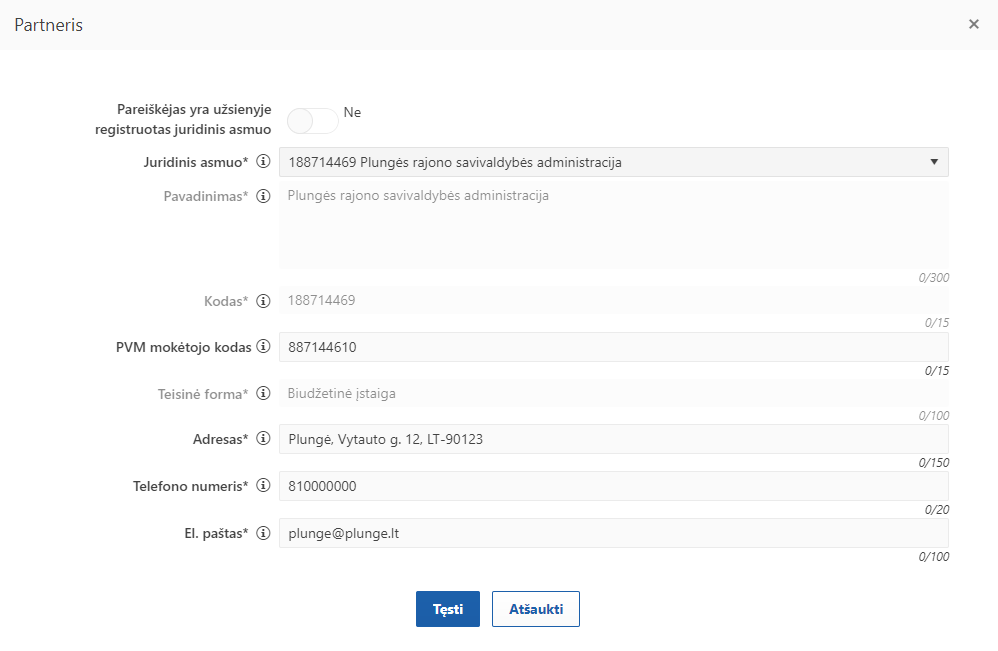 Partneris
×
Pareiškėjas yra užsienyje
registruotas juridinis asmuo
Ne
Juridinis asmuo*
188714469 Plungės rajono savivaldybės administracija
Pavadinimas*
Plungės rajono savivaldybės administracija
0/300
Kodas*
188714469
0/15
PVM mokėtojo kodas
887144610
0/15
Teisinė forma*
Biudžetinė įstaiga
0/100
Adresas*
Plungė, Vytauto g. 12, LT-90123
0/150
Telefono numeris*
810000000
0/20
El. paštas*
plunge@plunge.lt
0/100
Tęsti
Atšaukti